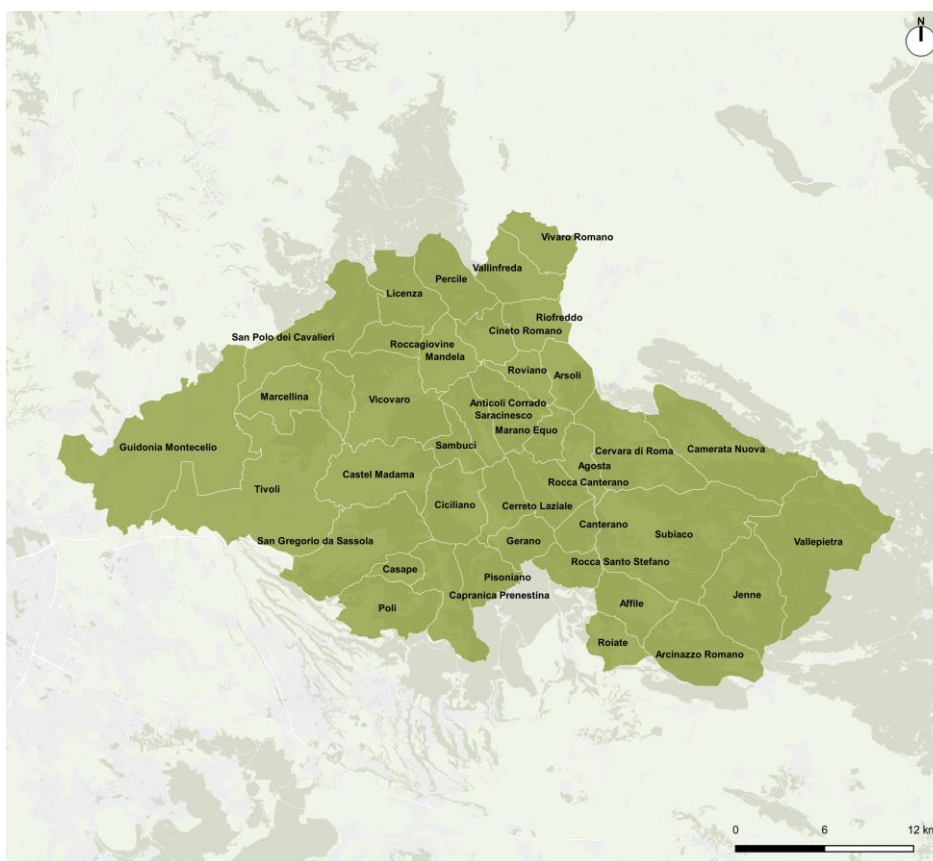 N
Vivaro Romano
Vallinfreda
Percile
Licenza
Riofreddo
Cineto Romano
San Polo dei Cavalieri
Roccagiovine
Mandela
Roviano
Arsoli
Marcellina
Vicovaro
Anticoli Corrado
Saracinesco
Marano Equo
Guidonia Montecelio
Sambuci
Cervara di Roma
Camerata Nuova
Agosta
Castel Madama
Rocca Canterano
Tivoli
Ciciliano
Cerreto Laziale
Canterano
Subiaco
San Gregorio da Sassola
Gerano
Vallepietra
Rocca Santo Stefano
Casape
Pisoniano
Capranica Prenestina
Jenne
Poli
Affile
Roiate
Arcinazzo Romano
0 6 12 km